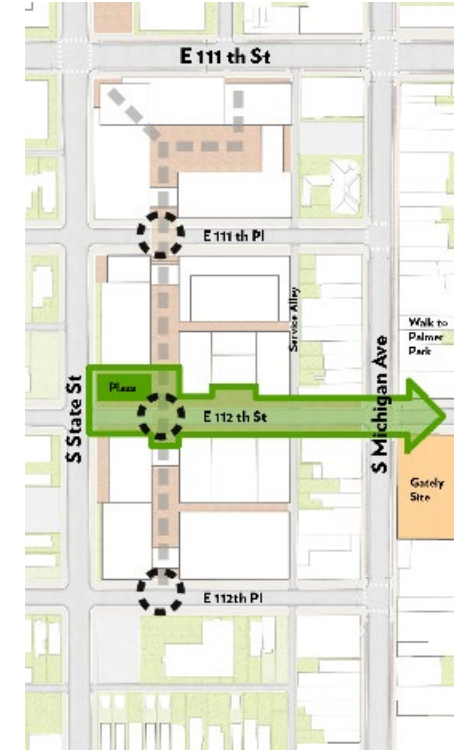 E 111 th St
E 111 th Pl
Service Alley
Walk to
Palmer
Park
S State St
Plaza
E 112 th St
S Michigan Ave
Gately
Site
E 112th Pl